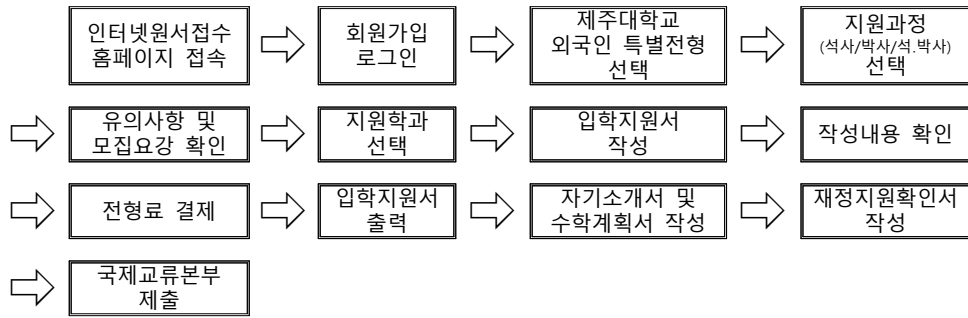 인터넷원서접수
홈페이지 접속
회원가입
로그인
제주대학교
외국인 특별전형
선택
지원과정
(석사/박사/석.박사)
선택
유의사항 및
모집요강 확인
지원학과
선택
입학지원서
작성
작성내용 확인
전형료 결제
입학지원서
출력
자기소개서 및
수학계획서 작성
재정지원확인서
작성
국제교류본부
제출